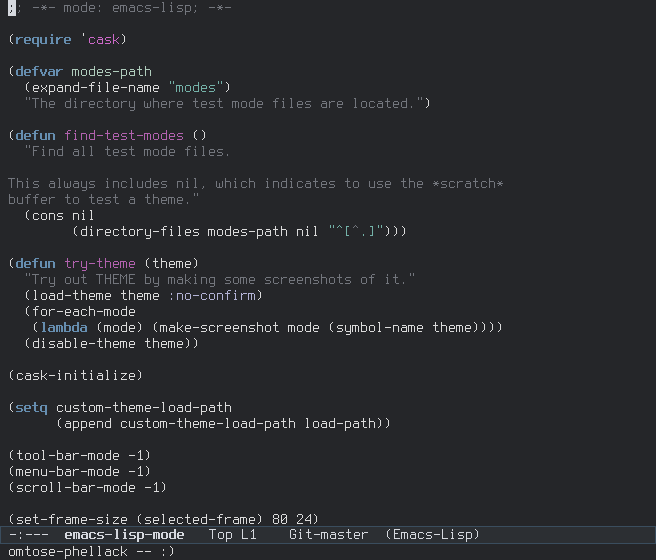 ;; -*- mode: emacs-lisp; -*-
(require 'cask)
(defvar modes-path
  (expand-file-name "modes")
  "The directory where test mode files are located.")
(defun find-test-modes ()
  "Find all test mode files.
This always includes nil, which indicates to use the *scratch*
buffer to test a theme."
  (cons nil
        (directory-files modes-path nil "^[^.]")))
(defun try-theme (theme)
  "Try out THEME by making some screenshots of it."
  (load-theme theme :no-confirm)
  (for-each-mode
   (lambda (mode) (make-screenshot mode (symbol-name theme))))
  (disable-theme theme))
(cask-initialize)
(setq custom-theme-load-path
      (append custom-theme-load-path load-path))
(tool-bar-mode -1)
(menu-bar-mode -1)
(scroll-bar-mode -1)
(set-frame-size (selected-frame) 80 24)
-:---  emacs-lisp-mode   Top L1    Git-master  (Emacs-Lisp)
omtose-phellack -- :)